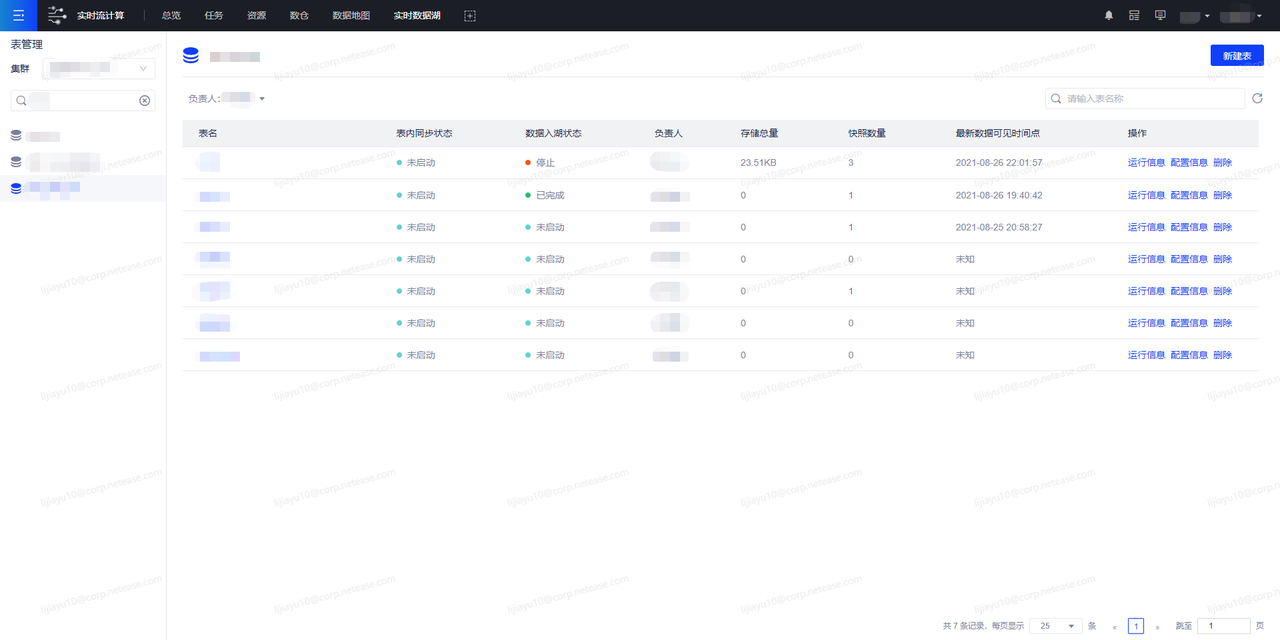 实时流计算 总览 任务 资源 数仓 数据地图 实时数据湖
表管理
集群
新建表
负责人: 请输入表名称
表名 表内同步状态 数据入湖状态 负责人 存储总量 快照数量 最新数据可见时间点 操作
未启动 停止 23.51KB 3 2021-08-26 22:01:57 运行信息 配置信息 删除
未启动 已完成 0 1 2021-08-26 19:40:42 运行信息 配置信息 删除
未启动 未启动 0 1 2021-08-25 20:58:27 运行信息 配置信息 删除
未启动 未启动 0 0 未知 运行信息 配置信息 删除
未启动 未启动 0 1 未知 运行信息 配置信息 删除
未启动 未启动 0 0 未知 运行信息 配置信息 删除
未启动 未启动 0 0 未知 运行信息 配置信息 删除
共 7 条记录，每页显示 25 条 « 1 » 跳至 1 页
lijiayu10@corp.netease.com